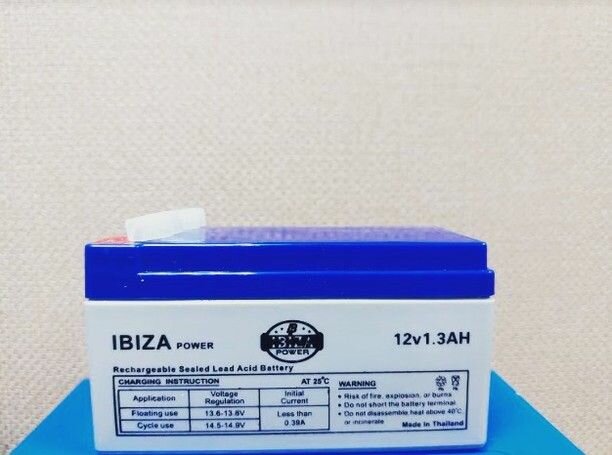 IBIZA POWER
IBIZA
POWER
12v1.3AH
Rechargeable Sealed Lead Acid Battery
CHARGING INSTRUCTION AT 25°C
Application Voltage Regulation Initial Current
Floating use 13.6-13.8V Less than 0.39A
Cycle use 14.5-14.9V
WARNING
• Risk of fire, explosion, or burns
• Do not short the battery terminal.
• Do not disassemble, heat above 40°C,
or incinerate Made in Thailand